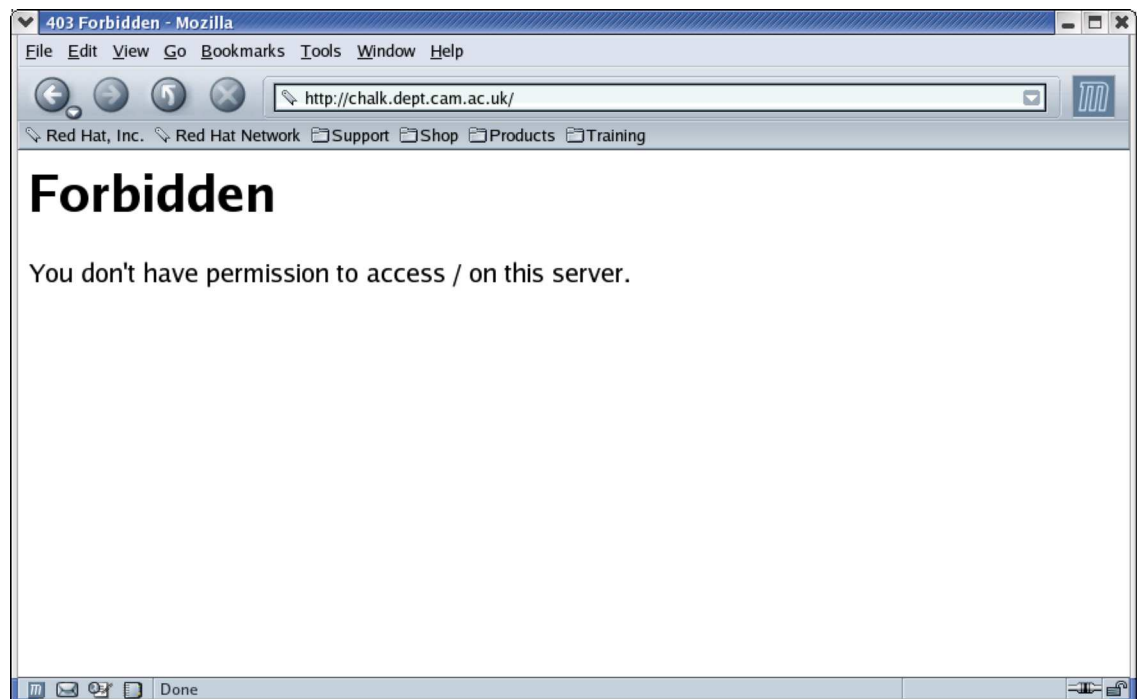 403 Forbidden - Mozilla
File Edit View Go Bookmarks Tools Window Help
http://chalk.dept.cam.ac.uk/
Red Hat, Inc. Red Hat Network Support Shop Products Training
Forbidden
You don't have permission to access / on this server.
Done